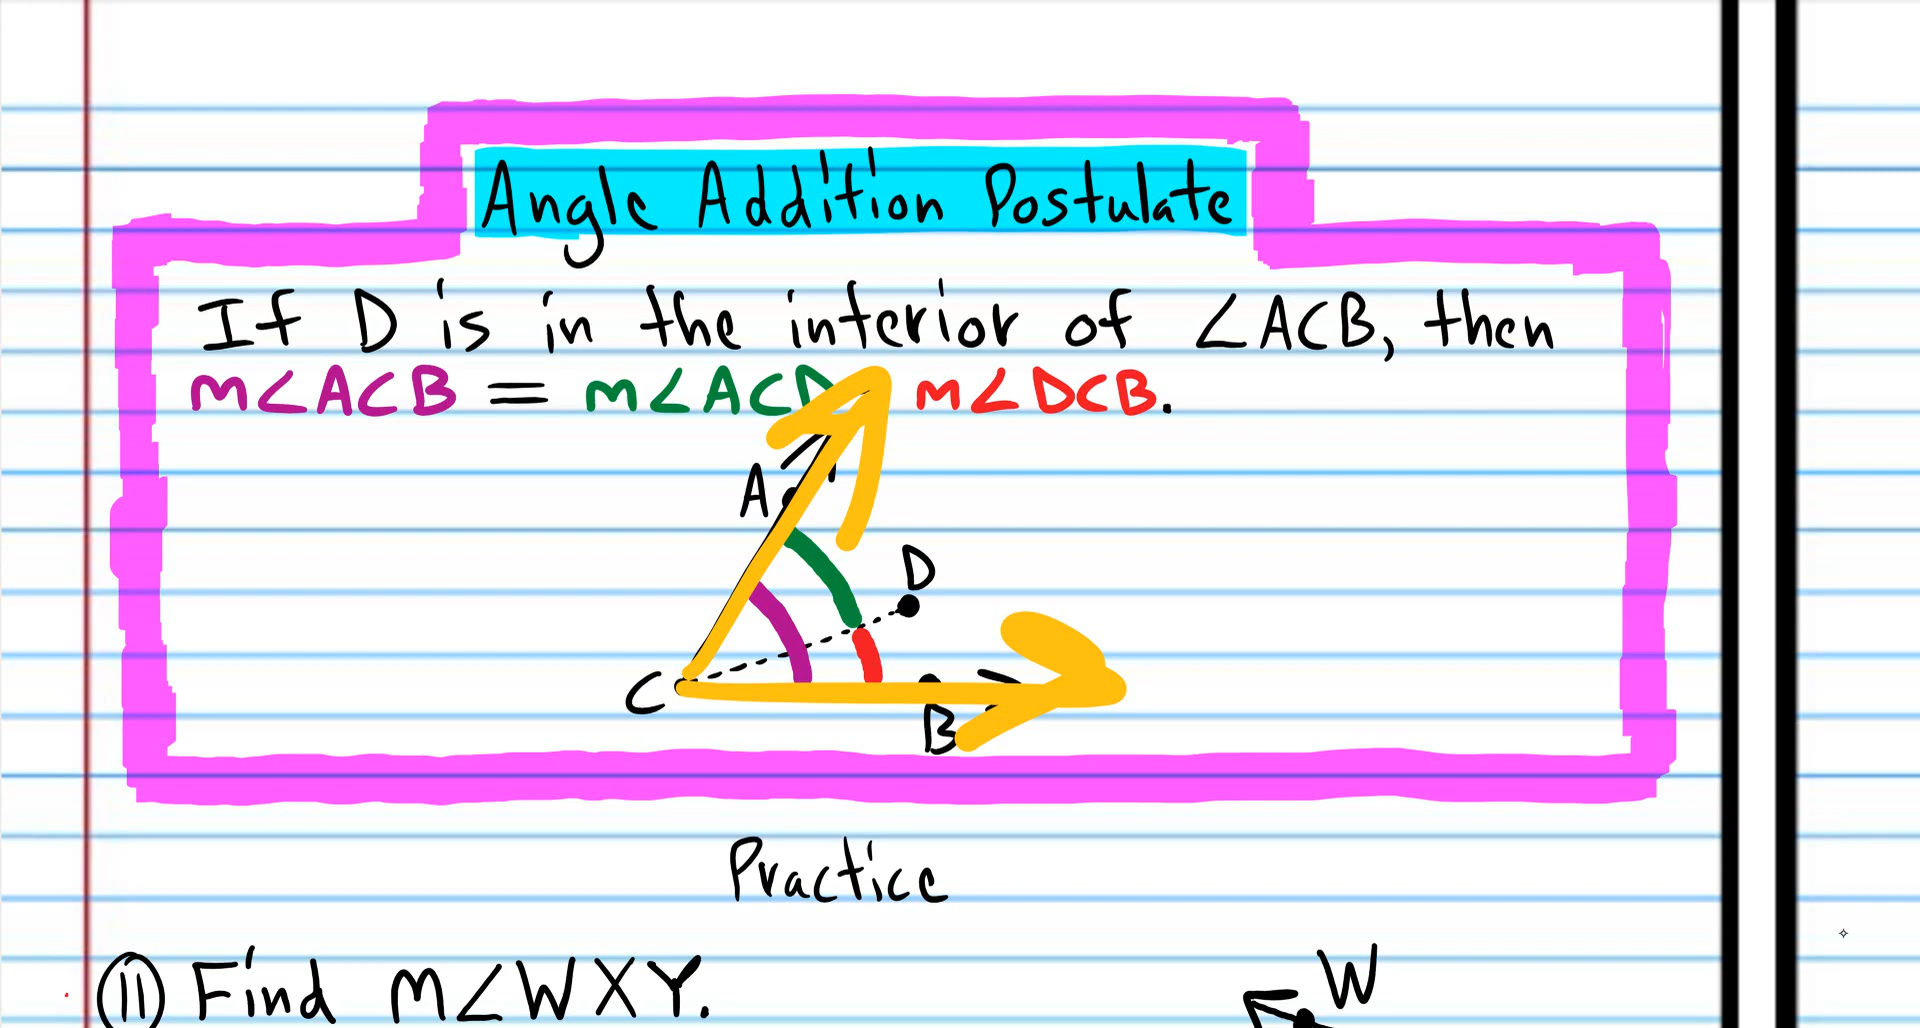 Angle Addition Postulate
If D is in the interior of ∠ACB, then
m∠ACB = m∠ACD m∠DCB.
A
D
C
B
Practice
⑪ Find m∠WXY.
W